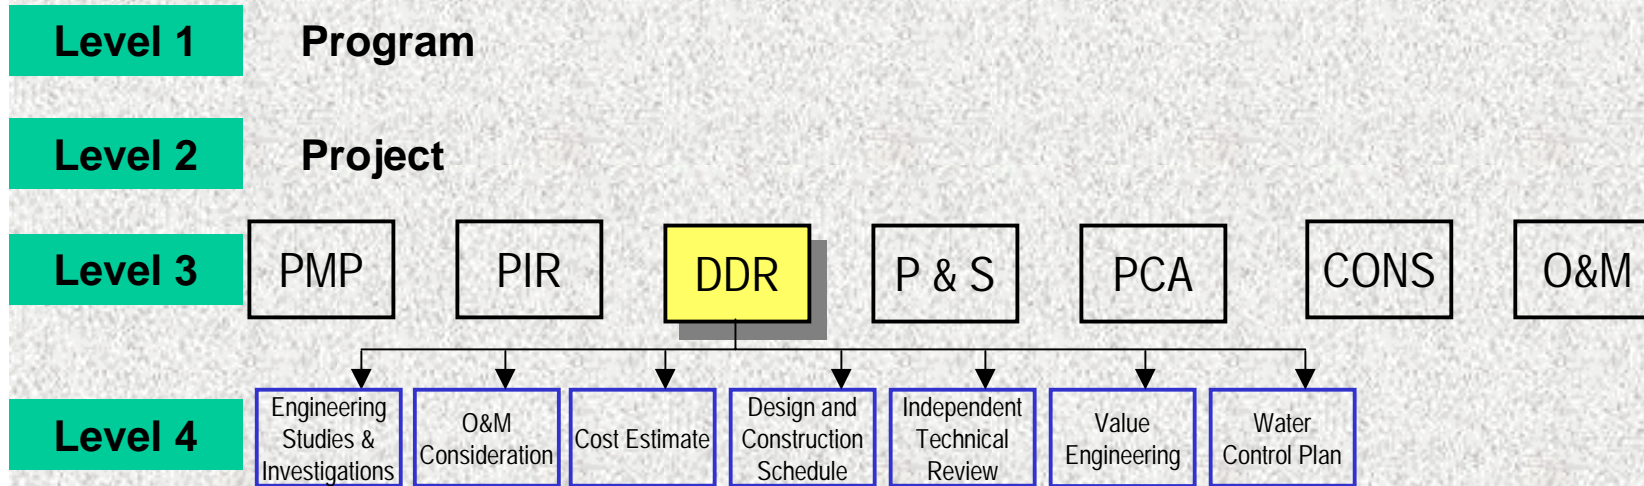 Level 1 Program
Level 2 Project
Level 3 PMP PIR DDR P & S PCA CONS O&M
Level 4
Engineering
Studies &
Investigations
O&M
Consideration
Cost Estimate
Design and
Construction
Schedule
Independent
Technical
Review
Value
Engineering
Water
Control Plan